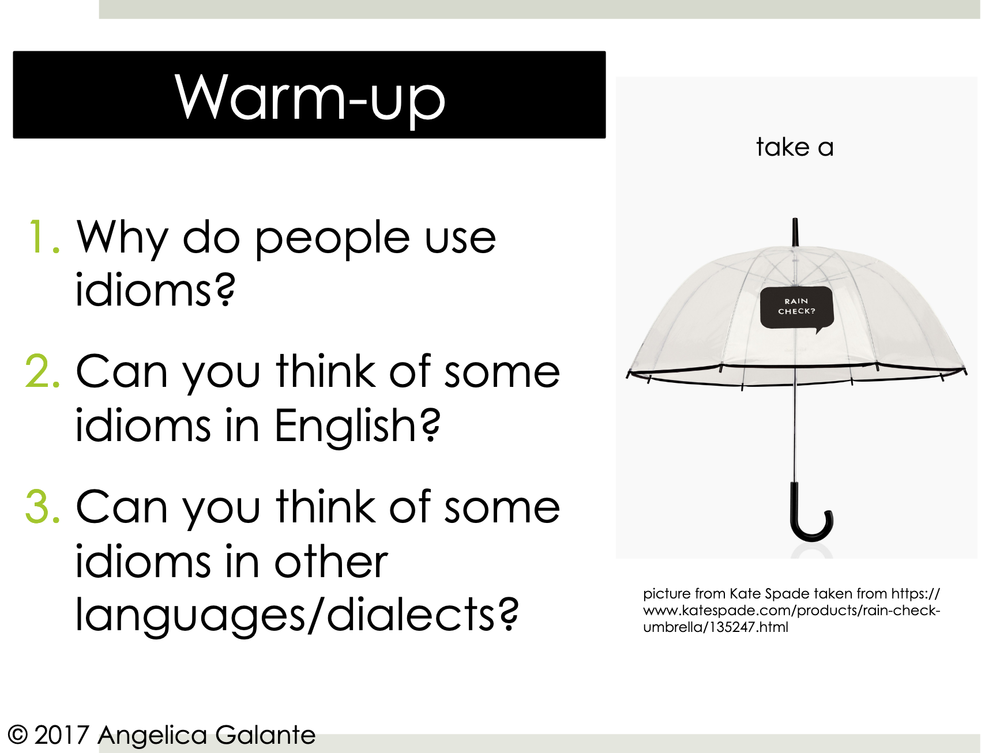 Warm-up
1. Why do people use
idioms?
2. Can you think of some
idioms in English?
3. Can you think of some
idioms in other
languages/dialects?
take a
RAIN
CHECK?
picture from Kate Spade taken from https://
www.katespade.com/products/rain-check-
umbrella/135247.html
© 2017 Angelica Galante